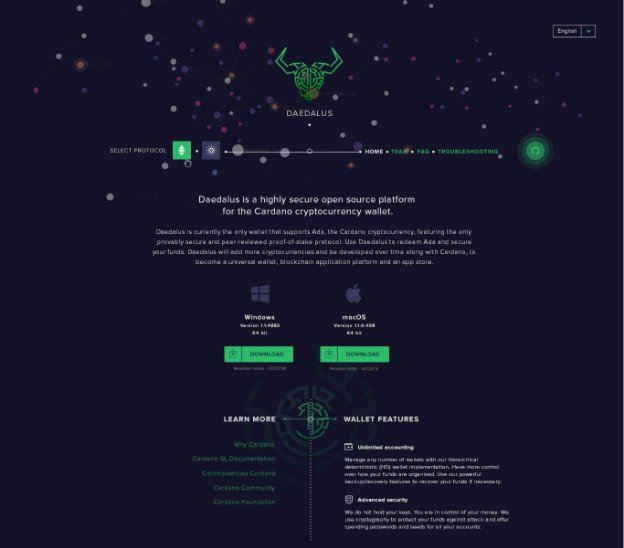 English
DAEDALUS
SELECT PROTOCOL
HOME • TEAM • FAQ • TROUBLESHOOTING
Daedalus is a highly secure open source platform
for the Cardano cryptocurrency wallet.
Daedalus is currently the only wallet that supports Ada, the Cardano cryptocurrency, featuring the only
provably secure and peer-reviewed proof-of-stake protocol. Use Daedalus to redeem Ada and secure
your funds. Daedalus will add more cryptocurrencies and be developed over time along with Cardano, to
become a universal wallet, blockchain application platform and an app store.
Windows
Version 1.1.4883
64 bit
DOWNLOAD
Release notes - 03/2018
macOS
Version 1.1.0.408
64 bit
DOWNLOAD
Release notes - 03/2018
LEARN MORE
Why Cardano
Cardano SL Documentation
Coinmarketcap Cardano
Cardano Community
Cardano Foundation
WALLET FEATURES
Unlimited accounting
Manage any number of wallets with our hierarchical
deterministic (HD) wallet implementation. Have more control
over how your funds are organised. Use our powerful
backup/recovery features to recover your funds if necessary.
Advanced security
We do not hold your keys. You are in control of your money. We
use cryptography to protect your funds against attack and offer
spending passwords and seeds for all your accounts.